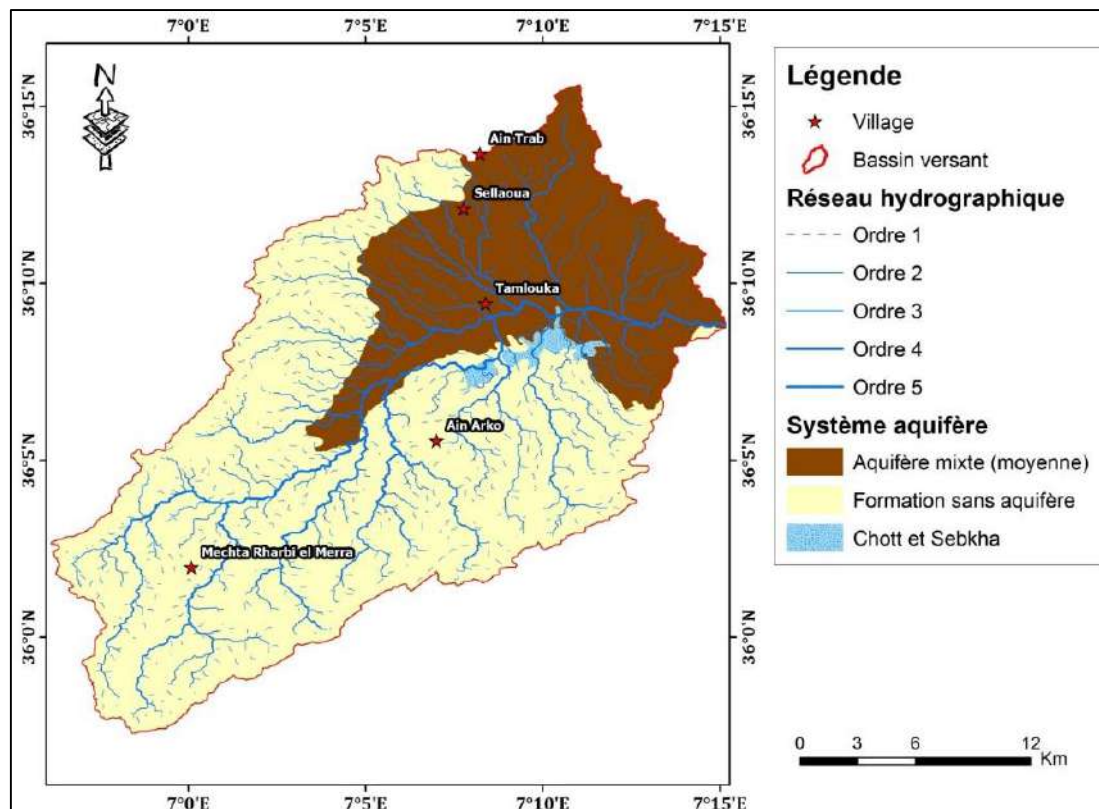 7°0'E 7°5'E 7°10'E 7°15'E
N
36°15'N
36°15'N
Ain Trab
Sellaoua
36°10'N
36°10'N
Tamlouka
36°5'N
36°5'N
Ain Arko
Mechta Rharbi el Merra
36°0'N
36°0'N
7°0'E 7°5'E 7°10'E 7°15'E
Légende
Village
Bassin versant
Réseau hydrographique
Ordre 1
Ordre 2
Ordre 3
Ordre 4
Ordre 5
Système aquifère
Aquifère mixte (moyenne)
Formation sans aquifère
Chott et Sebkha
0 3 6 12
Km